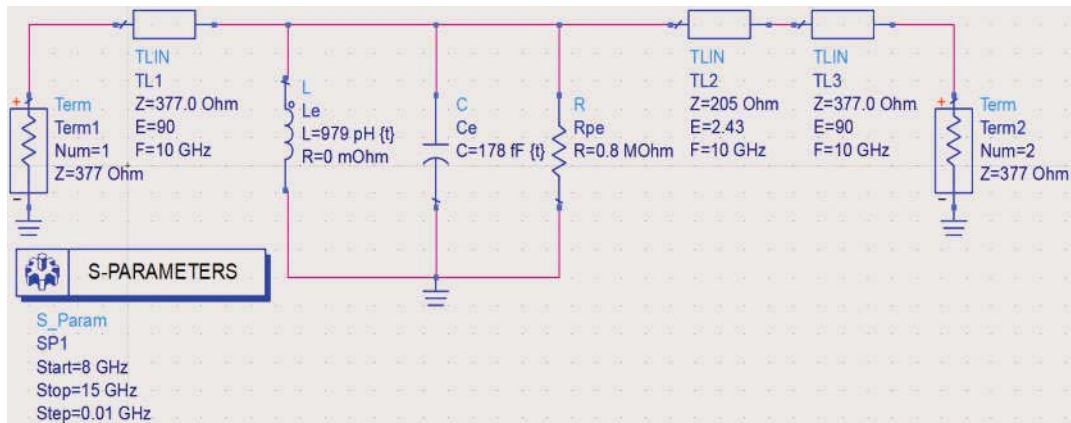 Term
Term1
Num=1
Z=377 Ohm
TLIN
TL1
Z=377.0 Ohm
E=90
F=10 GHz
L
Le
L=979 pH {t}
R=0 mOhm
C
Ce
C=178 fF {t}
R
Rpe
R=0.8 MOhm
TLIN
TL2
Z=205 Ohm
E=2.43
F=10 GHz
TLIN
TL3
Z=377.0 Ohm
E=90
F=10 GHz
Term
Term2
Num=2
Z=377 Ohm
S-PARAMETERS
S_Param
SP1
Start=8 GHz
Stop=15 GHz
Step=0.01 GHz